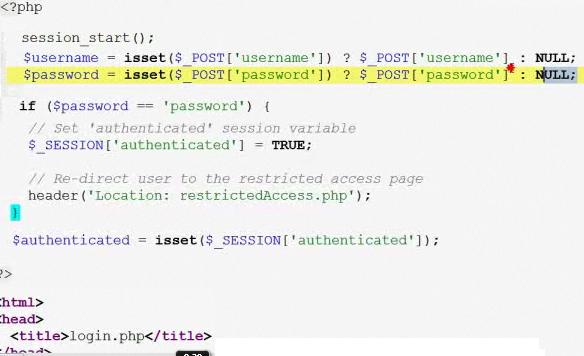 <?php
session_start();
$username = isset($_POST['username']) ? $_POST['username'] : NULL;
$password = isset($_POST['password']) ? $_POST['password'] : NULL;
if ($password == 'password') {
// Set 'authenticated' session variable
$_SESSION['authenticated'] = TRUE;
// Re-direct user to the restricted access page
header('Location: restrictedAccess.php');
}
$authenticated = isset($_SESSION['authenticated']);
?>
<html>
<head>
<title>login.php</title>
</head>